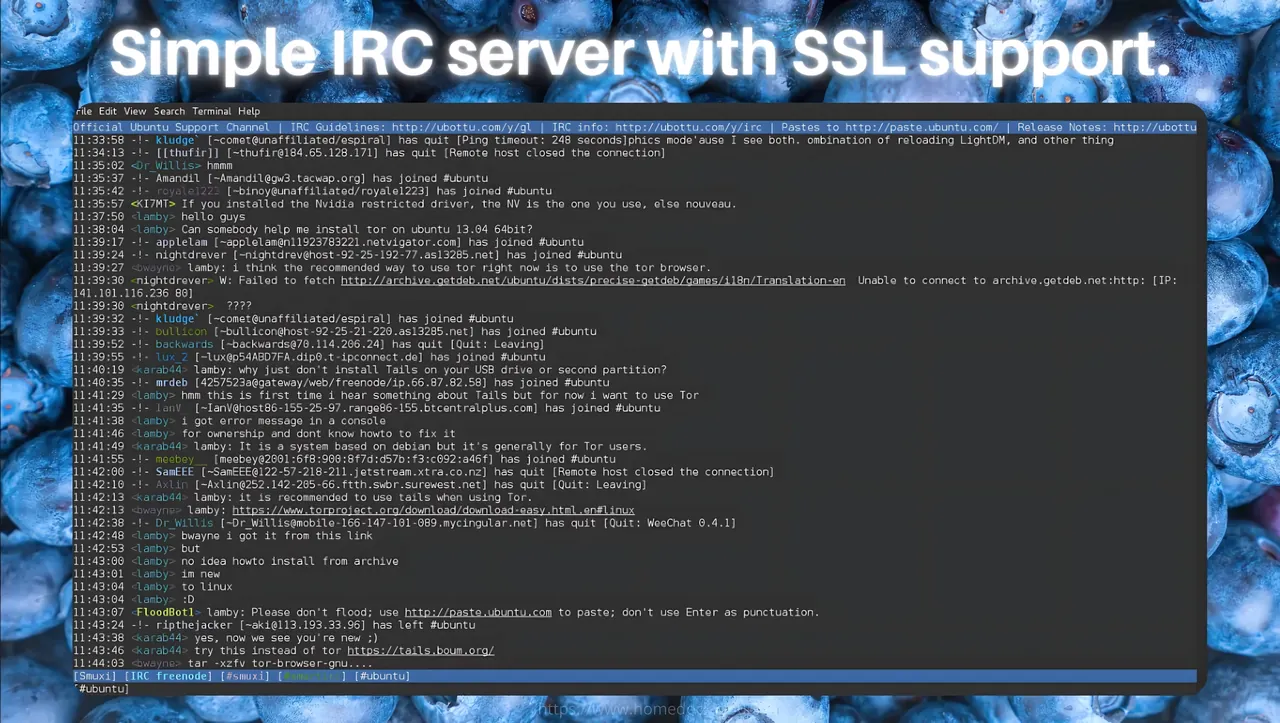 Simple IRC server with SSL support.
File Edit View Search Terminal Help
Official Ubuntu Support Channel | IRC Guidelines: http://ubottu.com/y/gl | IRC info: http://ubottu.com/y/irc | Pastes to http://paste.ubuntu.com/ | Release Notes: http://ubottu
11:33:58 -!- kludge` [~comet@unaffiliated/espiral] has quit [Ping timeout: 248 seconds]phics mode'ause I see both. ombination of reloading LightDM, and other thing
11:34:13 -!- [[thufir]] [~thufir@184.65.128.171] has quit [Remote host closed the connection]
11:35:02 <Dr_Willis> hmmm
11:35:37 -!- Amandil [~Amandil@gw3.tacwap.org] has joined #ubuntu
11:35:42 -!- royale1223 [~binoy@unaffiliated/royale1223] has joined #ubuntu
11:35:57 <KI7MT> If you installed the Nvidia restricted driver, the NV is the one you use, else nouveau.
11:37:50 <lamby> hello guys
11:38:04 <lamby> Can somebody help me install tor on ubuntu 13.04 64bit?
11:39:17 -!- applelam [~applelam@n11923783221.netvigator.com] has joined #ubuntu
11:39:24 -!- nightdrever [~nightdrev@host-92-25-192-77.as13285.net] has joined #ubuntu
11:39:27 <bwayne> lamby: i think the recommended way to use tor right now is to use the tor browser.
11:39:30 <nightdrever> W: Failed to fetch http://archive.getdeb.net/ubuntu/dists/precise-getdeb/games/i18n/Translation-en  Unable to connect to archive.getdeb.net:http: [IP:
141.101.116.236 80]
11:39:30 <nightdrever>  ????
11:39:32 -!- kludge` [~comet@unaffiliated/espiral] has joined #ubuntu
11:39:33 -!- bullicon [~bullicon@host-92-25-21-220.as13285.net] has joined #ubuntu
11:39:52 -!- backwards [~backwards@70.114.206.24] has quit [Quit: Leaving]
11:39:55 -!- lux_2 [~lux@p54ABD7FA.dip0.t-ipconnect.de] has joined #ubuntu
11:40:19 <karab44> lamby: why just don't install Tails on your USB drive or second partition?
11:40:35 -!- mrdeb [4257523a@gateway/web/freenode/ip.66.87.82.58] has joined #ubuntu
11:41:29 <lamby> hmm this is first time i hear something about Tails but for now i want to use Tor
11:41:35 -!- IanV_ [~IanV@host86-155-25-97.range86-155.btcentralplus.com] has joined #ubuntu
11:41:38 <lamby> i got error message in a console
11:41:46 <lamby> for ownership and dont know howto to fix it
11:41:49 <karab44> lamby: It is a system based on debian but it's generally for Tor users.
11:41:55 -!- meebey__ [meebey@2001:6f8:900:8f7d:d57b:f3:c092:a46f] has joined #ubuntu
11:42:00 -!- SamEEE [~SamEEE@122-57-218-211.jetstream.xtra.co.nz] has quit [Remote host closed the connection]
11:42:10 -!- Axlin [~Axlin@252.142-205-66.ftth.swbr.surewest.net] has quit [Quit: Leaving]
11:42:13 <karab44> lamby: it is recommended to use tails when using Tor.
11:42:13 <bwayne> lamby: https://www.torproject.org/download/download-easy.html.en#linux
11:42:38 -!- Dr_Willis [~Dr_Willis@mobile-166-147-101-089.mycingular.net] has quit [Quit: WeeChat 0.4.1]
11:42:48 <lamby> bwayne i got it from this link
11:42:53 <lamby> but
11:43:00 <lamby> no idea howto install from archive
11:43:01 <lamby> im new
11:43:04 <lamby> to linux
11:43:04 <lamby> :D
11:43:07 <FloodBot1> lamby: Please don't flood; use http://paste.ubuntu.com to paste; don't use Enter as punctuation.
11:43:24 -!- ripthejacker [~aki@113.193.33.96] has left #ubuntu
11:43:38 <karab44> yes, now we see you're new ;)
11:43:46 <karab44> try this instead of tor https://tails.boum.org/
11:44:03 <bwayne> tar -xzfv tor-browser-gnu....
[Smuxi] [IRC freenode] [#smuxi] [#ubuntu]
[#ubuntu]